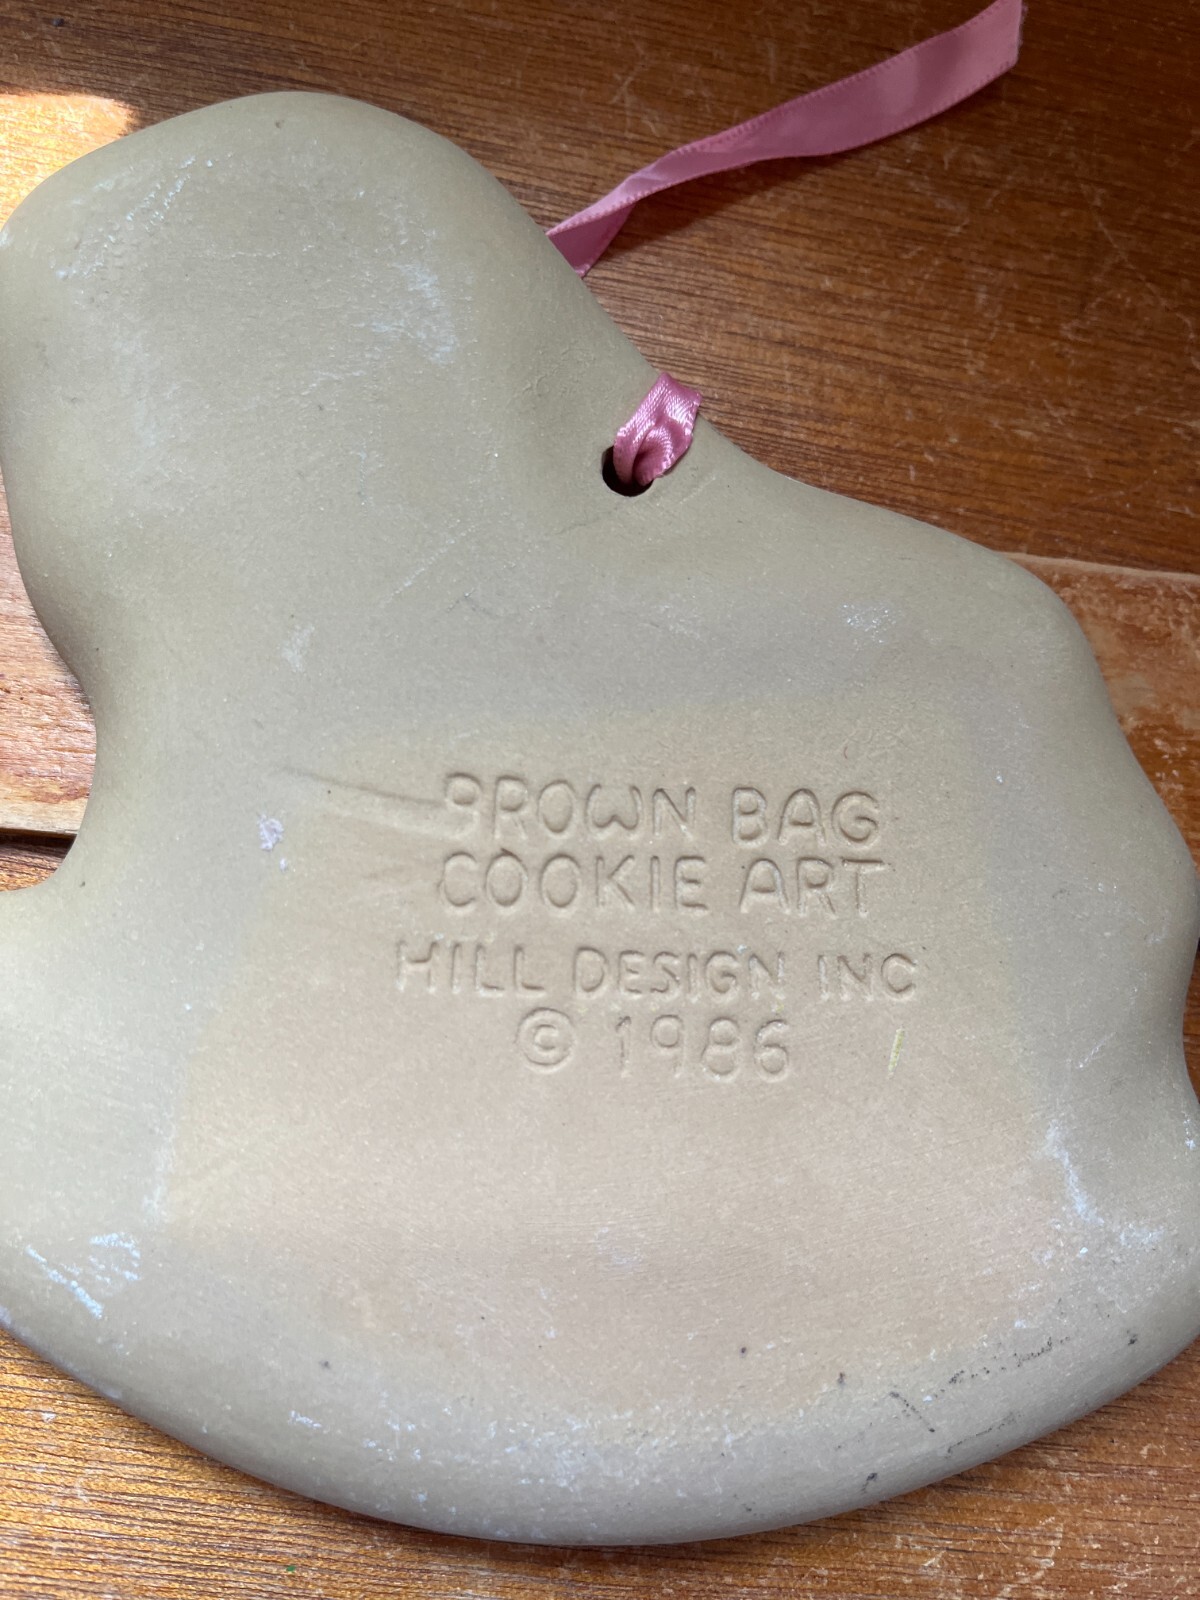 BROWN BAG
COOKIE ART
HILL DESIGN INC
© 1986